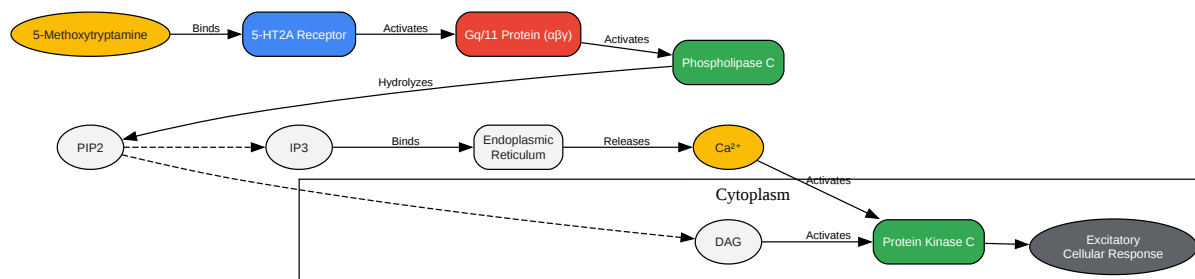 5-Methoxytryptamine
Binds
5-HT2A Receptor
Activates
Gq/11 Protein (αβγ)
Activates
Phospholipase C
Hydrolyzes
PIP2
IP3
Binds
Endoplasmic
Reticulum
Releases
Ca²⁺
Activates
Cytoplasm
DAG
Activates
Protein Kinase C
Excitatory
Cellular Response